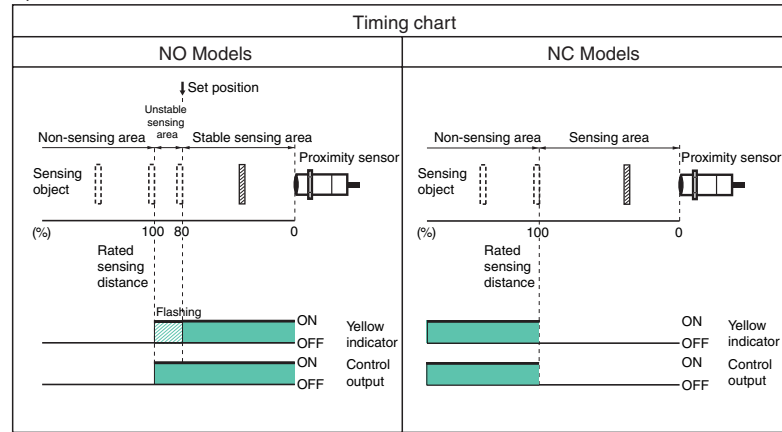 Timing chart
NO Models
NC Models
Set position
Unstable
sensing
area
Non-sensing area
Stable sensing area
Proximity sensor
Sensing
object
(%)
100
80
0
Rated
sensing
distance
Flashing
ON
OFF
Yellow
indicator
ON
OFF
Control
output
Non-sensing area
Sensing area
Proximity sensor
Sensing
object
(%)
100
0
Rated
sensing
distance
ON
OFF
Yellow
indicator
ON
OFF
Control
output